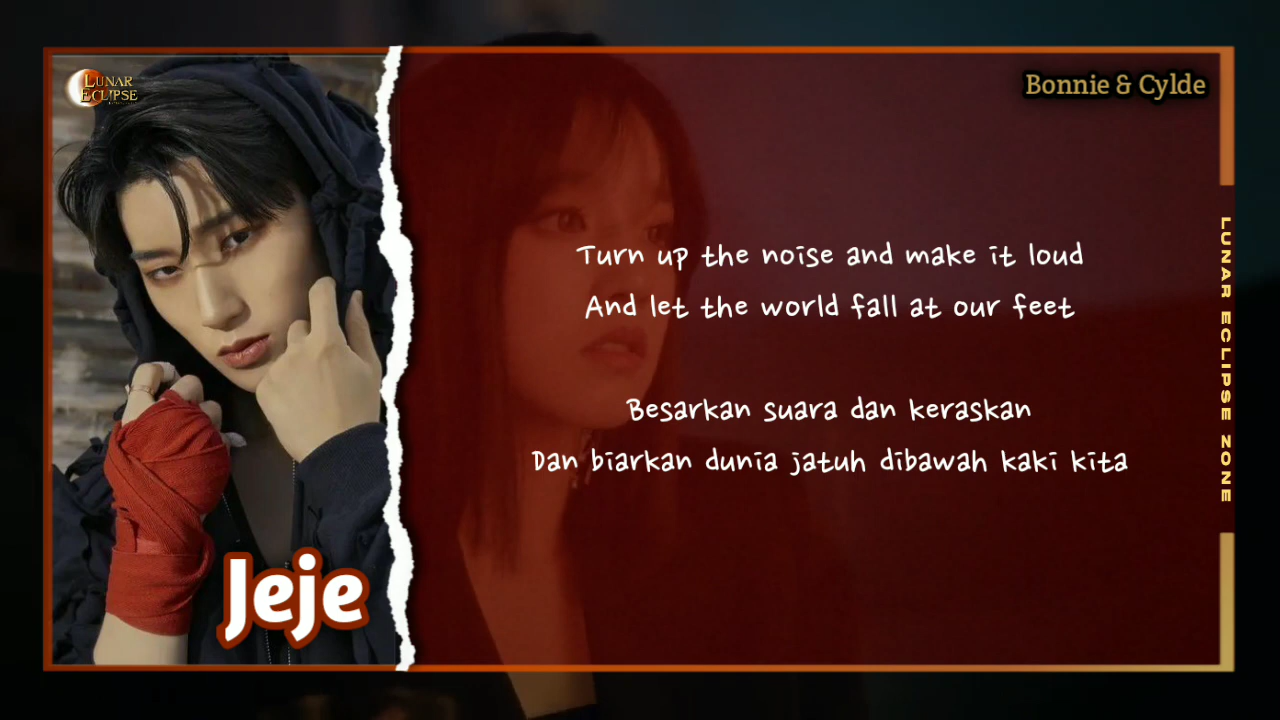 LUNAR
ECLIPSE
Bonnie & Cylde
Turn up the noise and make it loud
And let the world fall at our feet
Besarkan suara dan keraskan
Dan biarkan dunia jatuh dibawah kaki kita
LUNAR ECLIPSE ZONE
Jeje